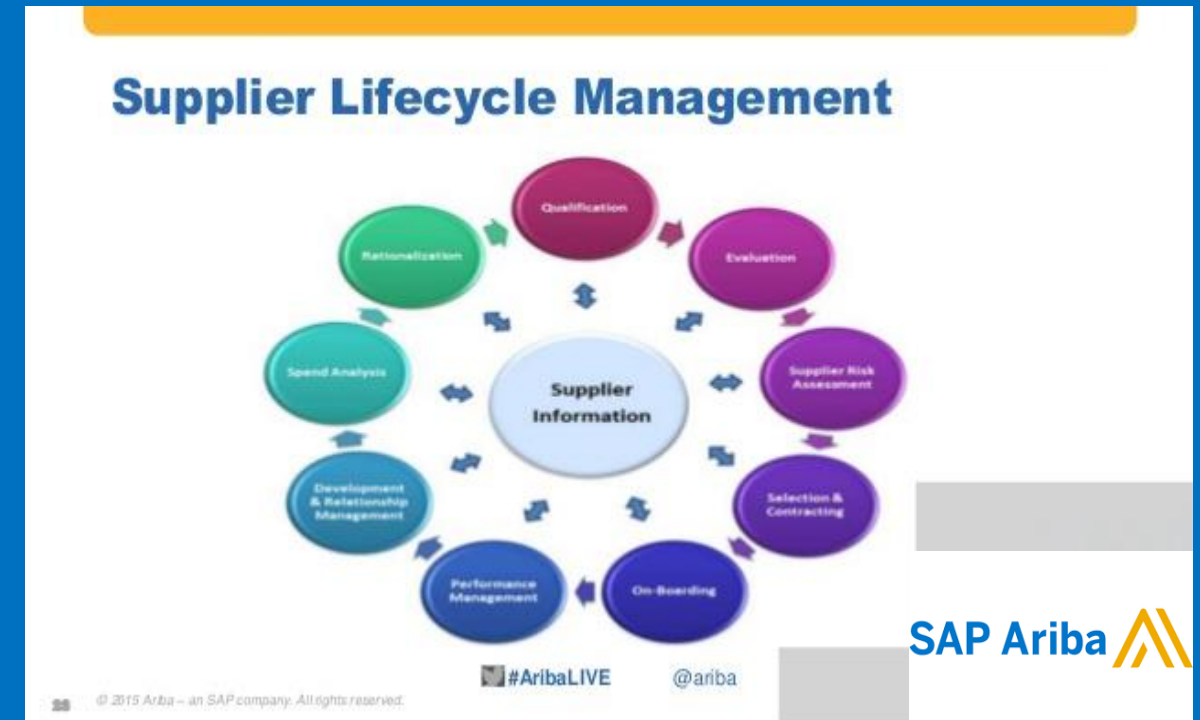 Supplier Lifecycle Management
Qualification
Rationalization
Evaluation
Spend Analysis
Supplier Risk
Assessment
Supplier
Information
Development
& Relationship
Management
Selection &
Contracting
Performance
Management
On-Boarding
SAP Ariba
#AribaLIVE
@ariba
© 2015 Ariba – an SAP company. All rights reserved.